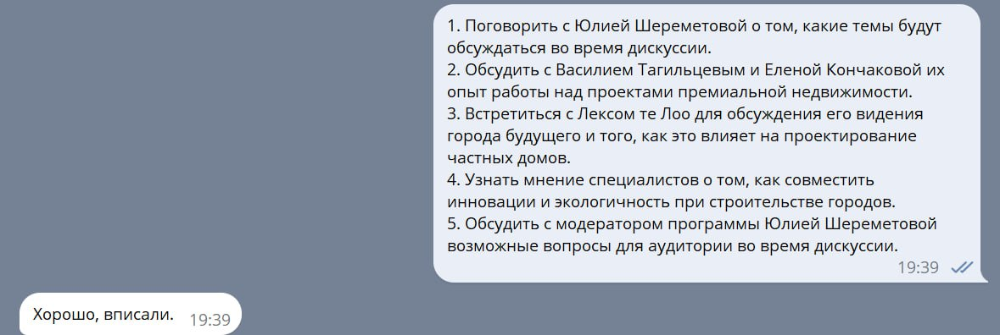 1. Поговорить с Юлией Шереметовой о том, какие темы будут
обсуждаться во время дискуссии.
2. Обсудить с Василием Тагильцевым и Еленой Кончаковой их
опыт работы над проектами премиальной недвижимости.
3. Встретиться с Лексом те Лоо для обсуждения его видения
города будущего и того, как это влияет на проектирование
частных домов.
4. Узнать мнение специалистов о том, как совместить
инновации и экологичность при строительстве городов.
5. Обсудить с модератором программы Юлией Шереметовой
возможные вопросы для аудитории во время дискуссии.
19:39
Хорошо, вписали. 19:39